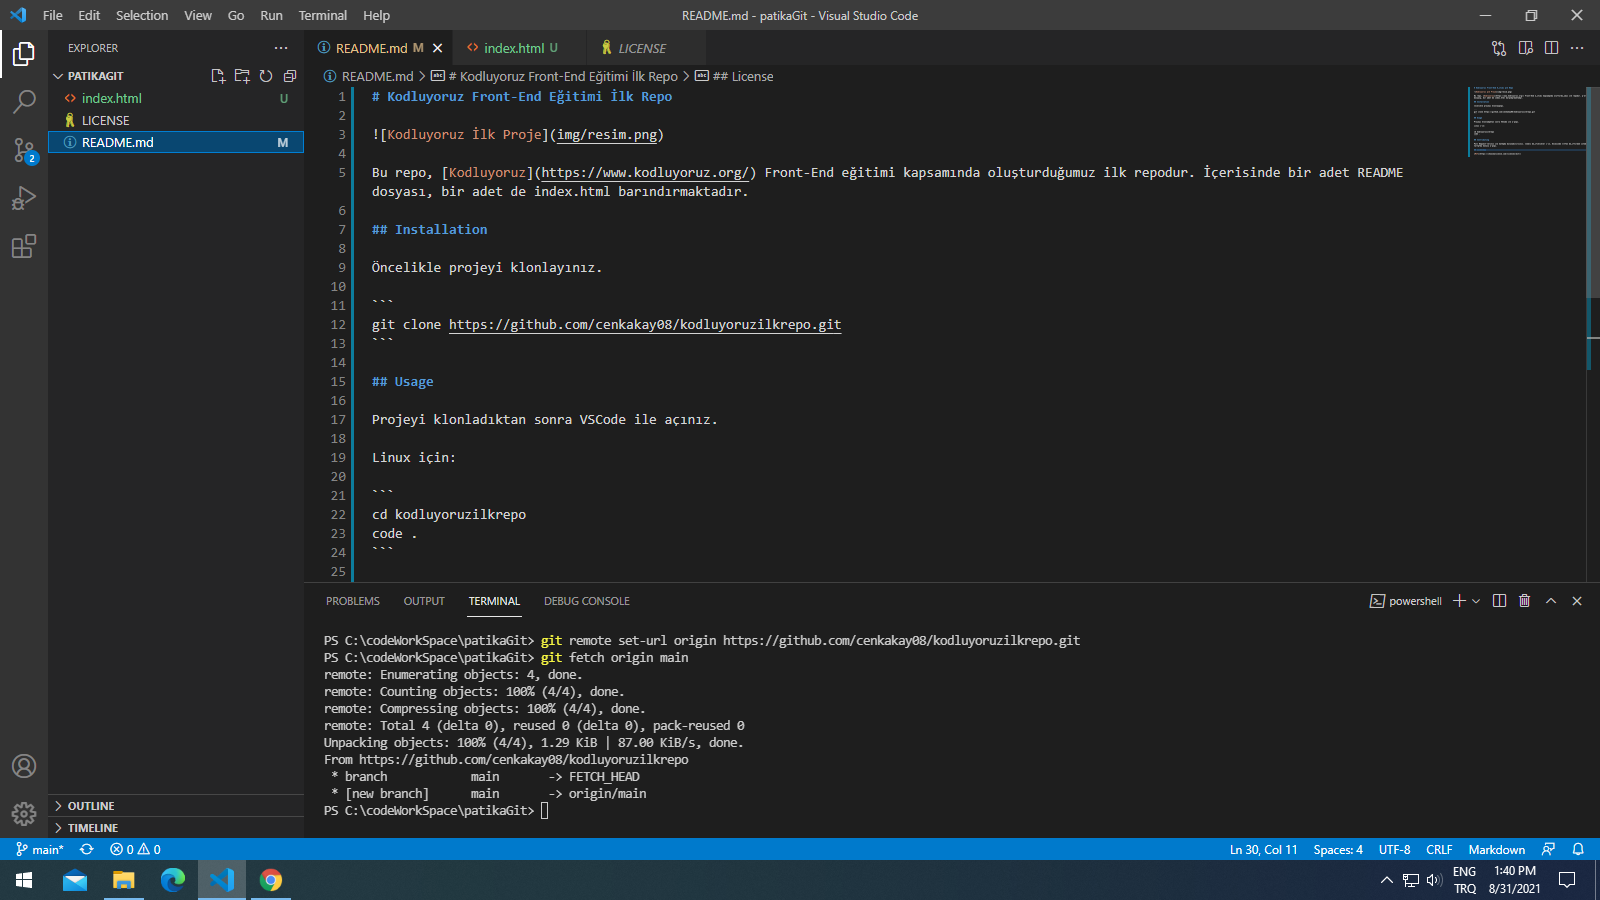 File Edit Selection View Go Run Terminal Help
README.md - patikaGit - Visual Studio Code
EXPLORER
PATIKAGIT
index.html U
LICENSE
README.md M
OUTLINE
TIMELINE
2
README.md M
index.html U
LICENSE
README.md > # Kodluyoruz Front-End Eğitimi İlk Repo > ## License
1 # Kodluyoruz Front-End Eğitimi İlk Repo
2
3 ![Kodluyoruz İlk Proje](img/resim.png)
4
5 Bu repo, [Kodluyoruz](https://www.kodluyoruz.org/) Front-End eğitimi kapsamında oluşturduğumuz ilk repodur. İçerisinde bir adet README
dosyası, bir adet de index.html barındırmaktadır.
6
7 ## Installation
8
9 Öncelikle projeyi klonlayınız.
10
11 ```
12 git clone https://github.com/cenkakay08/kodluyoruzilkrepo.git
13 ```
14
15 ## Usage
16
17 Projeyi klonladıktan sonra VSCode ile açınız.
18
19 Linux için:
20
21 ```
22 cd kodluyoruzilkrepo
23 code .
24 ```
25
PROBLEMS OUTPUT TERMINAL DEBUG CONSOLE
powershell
PS C:\codeWorkSpace\patikaGit> git remote set-url origin https://github.com/cenkakay08/kodluyoruzilkrepo.git
PS C:\codeWorkSpace\patikaGit> git fetch origin main
remote: Enumerating objects: 4, done.
remote: Counting objects: 100% (4/4), done.
remote: Compressing objects: 100% (4/4), done.
remote: Total 4 (delta 0), reused 0 (delta 0), pack-reused 0
Unpacking objects: 100% (4/4), 1.29 KiB | 87.00 KiB/s, done.
From https://github.com/cenkakay08/kodluyoruzilkrepo
 * branch main -> FETCH_HEAD
 * [new branch] main -> origin/main
PS C:\codeWorkSpace\patikaGit>
main* 0 0
Ln 30, Col 11 Spaces: 4 UTF-8 CRLF Markdown
ENG
TRQ
1:40 PM
8/31/2021